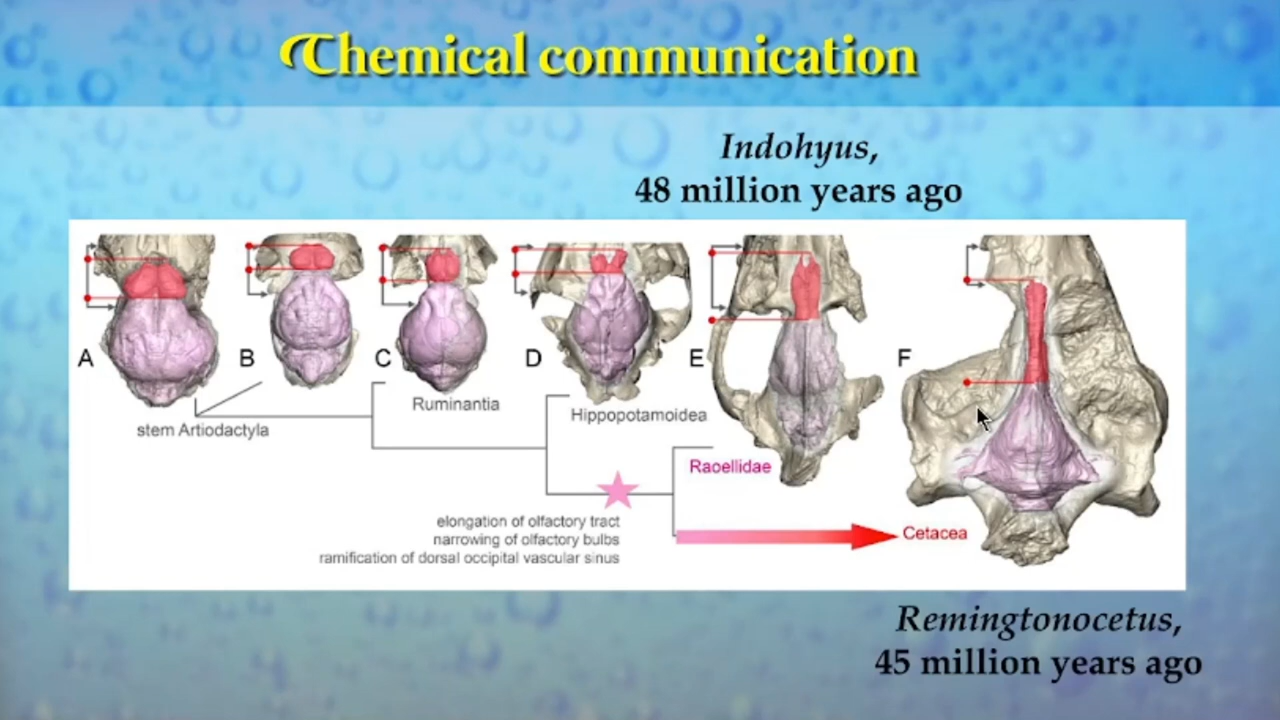 Chemical communication
Indohyus,
48 million years ago
A
B
C
D
E
F
stem Artiodactyla
Ruminantia
Hippopotamoidea
Raoellidae
elongation of olfactory tract
narrowing of olfactory bulbs
ramification of dorsal occipital vascular sinus
Cetacea
Remingtonocetus,
45 million years ago